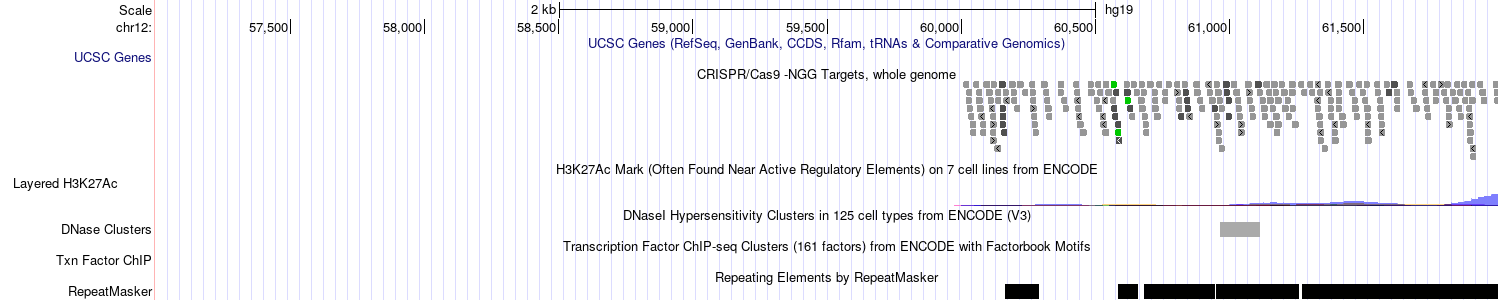 Scale 2 kb hg19
chr12: 57,500 58,000 58,500 59,000 59,500 60,000 60,500 61,000 61,500
UCSC Genes (RefSeq, GenBank, CCDS, Rfam, tRNAs & Comparative Genomics)
UCSC Genes
CRISPR/Cas9 -NGG Targets, whole genome
H3K27Ac Mark (Often Found Near Active Regulatory Elements) on 7 cell lines from ENCODE
Layered H3K27Ac
DNaseI Hypersensitivity Clusters in 125 cell types from ENCODE (V3)
DNase Clusters
Transcription Factor ChIP-seq Clusters (161 factors) from ENCODE with Factorbook Motifs
Txn Factor ChIP
Repeating Elements by RepeatMasker
RepeatMasker